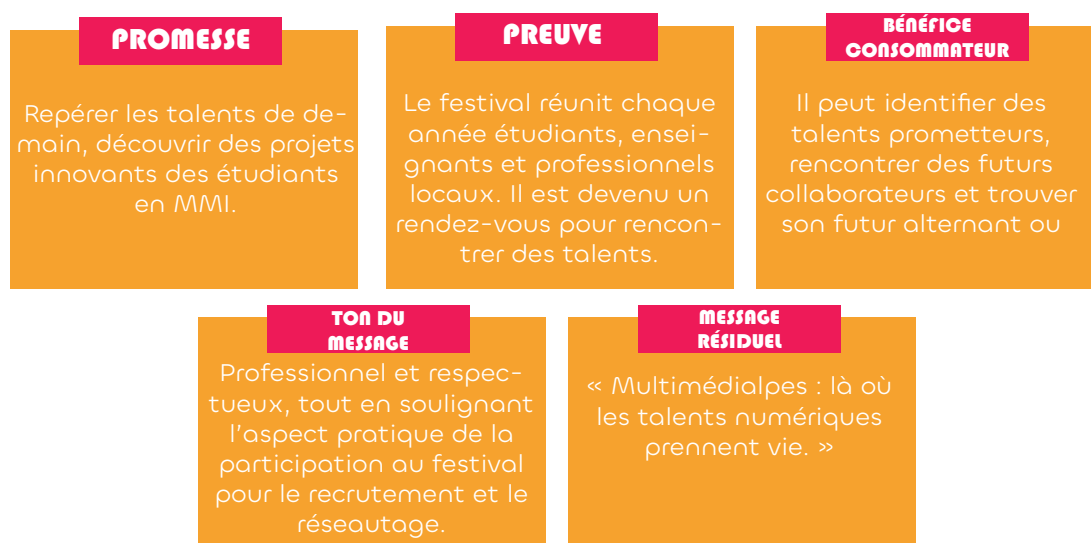 PROMESSE
Repérer les talents de de-
main, découvrir des projets
innovants des étudiants
en MMI.
PREUVE
Le festival réunit chaque
année étudiants, ensei-
gnants et professionnels
locaux. Il est devenu un
rendez-vous pour rencon-
trer des talents.
BÉNÉFICE
CONSOMMATEUR
Il peut identifier des
talents prometteurs,
rencontrer des futurs
collaborateurs et trouver
son futur alternant ou
TON DU
MESSAGE
Professionnel et respec-
tueux, tout en soulignant
l'aspect pratique de la
participation au festival
pour le recrutement et le
réseautage.
MESSAGE
RÉSIDUEL
« Multimédialpes : là où
les talents numériques
prennent vie. »